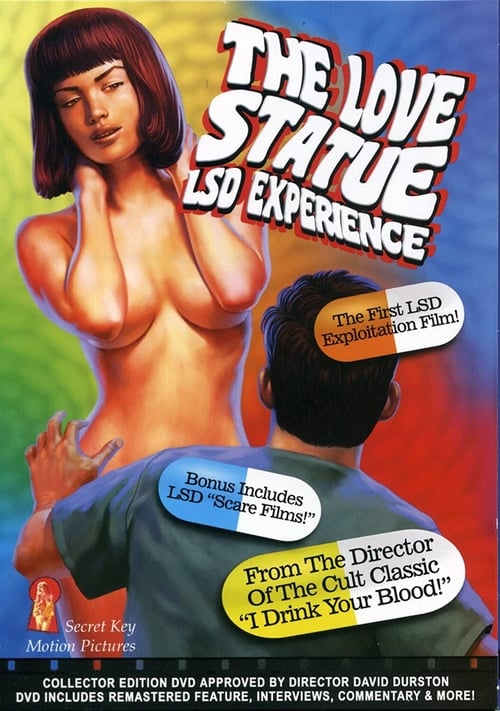 THE LOVE
STATUE
LSD EXPERIENCE
The First LSD
Exploitation Film!
Bonus Includes
LSD "Scare Films!"
From The Director
Of The Cult Classic
"I Drink Your Blood!"
Secret Key
Motion Pictures
COLLECTOR EDITION DVD APPROVED BY DIRECTOR DAVID DURSTON
DVD INCLUDES REMASTERED FEATURE, INTERVIEWS, COMMENTARY & MORE!